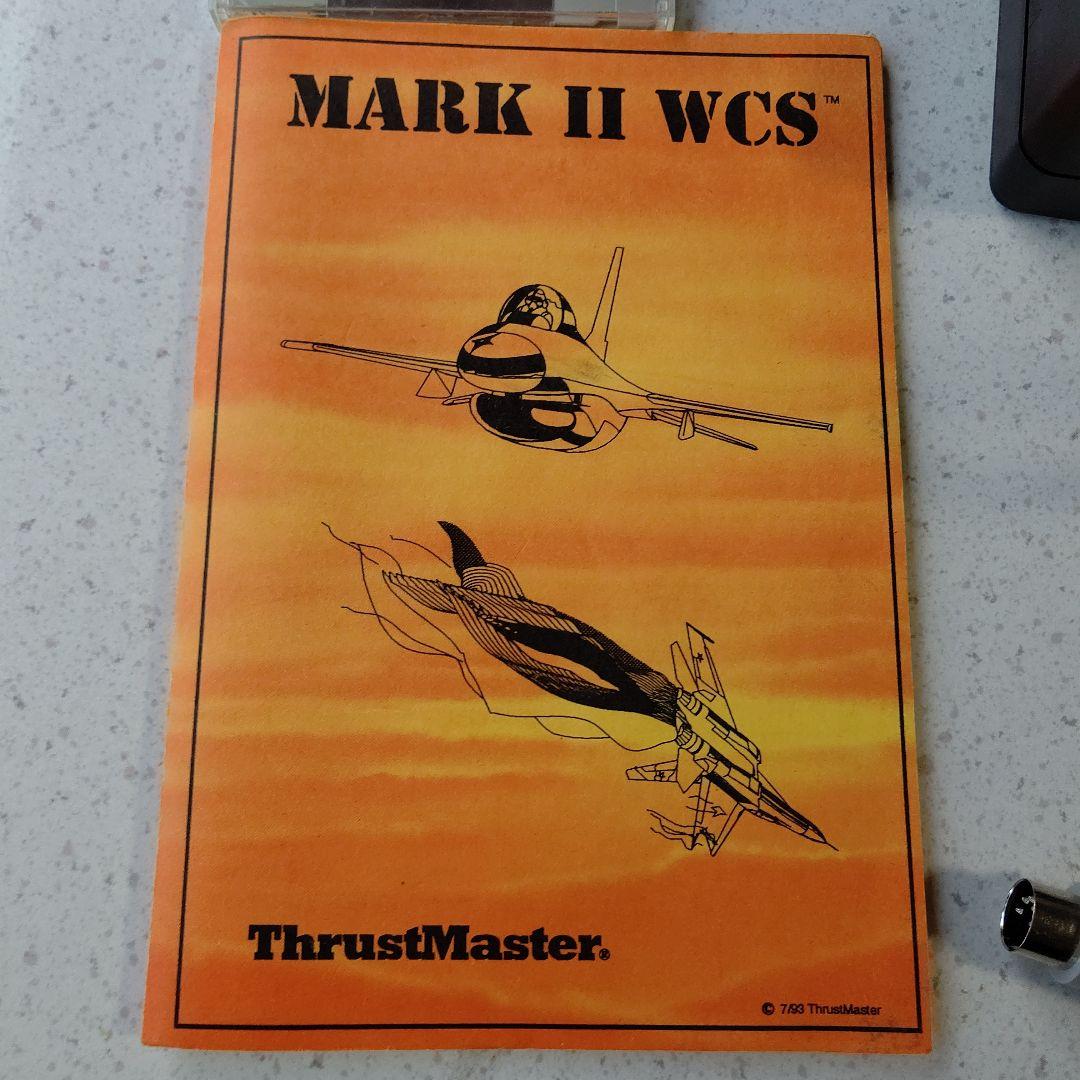 MARK II WCS™
ThrustMaster®
© 7/93 ThrustMaster